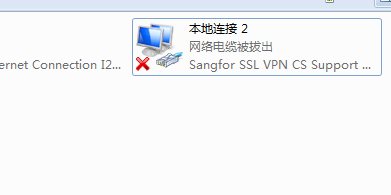 本地连接 2
网络电缆被拔出
ernet Connection I2...
Sangfor SSL VPN CS Support ...